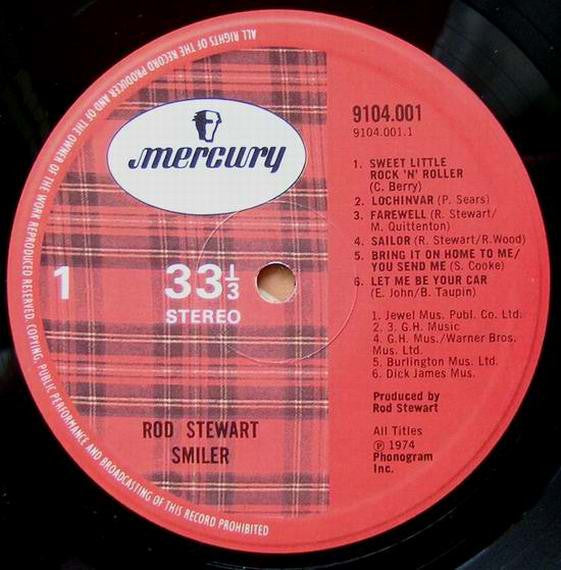 ALL RIGHTS OF THE RECORD PRODUCER AND OF THE OWNER OF THE WORK REPRODUCED RESERVED. COPYING, PUBLIC PERFORMANCE AND BROADCASTING OF THIS RECORD PROHIBITED
mercury
9104.001
9104.001.1
1. SWEET LITTLE
ROCK 'N' ROLLER
(C. Berry)
2. LOCHINVAR (P. Sears)
3. FAREWELL (R. Stewart/
M. Quittenton)
4. SAILOR (R. Stewart/R.Wood)
5. BRING IT ON HOME TO ME/
YOU SEND ME (S. Cooke)
6. LET ME BE YOUR CAR
(E. John/B. Taupin)
1. Jewel Mus. Publ. Co. Ltd.
2. 3. G.H. Music
4. G.H. Mus./Warner Bros.
Mus. Ltd.
5. Burlington Mus. Ltd.
6. Dick James Mus.
Produced by
Rod Stewart
All Titles
℗ 1974
Phonogram
Inc.
1
33⅓
STEREO
ROD STEWART
SMILER